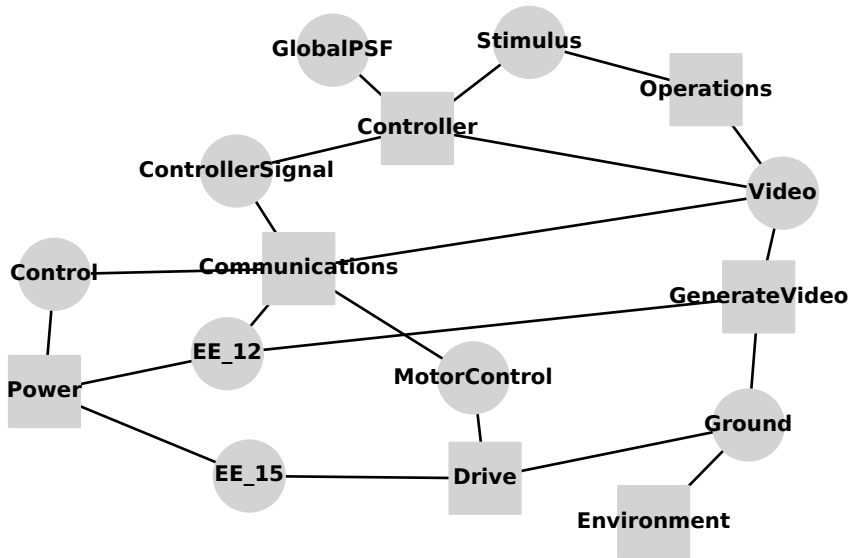 Stimulus
GlobalPSF
Operations
Controller
ControllerSignal
Video
Communications
Control
GenerateVideo
EE_12
MotorControl
Power
Ground
EE_15
Drive
Environment